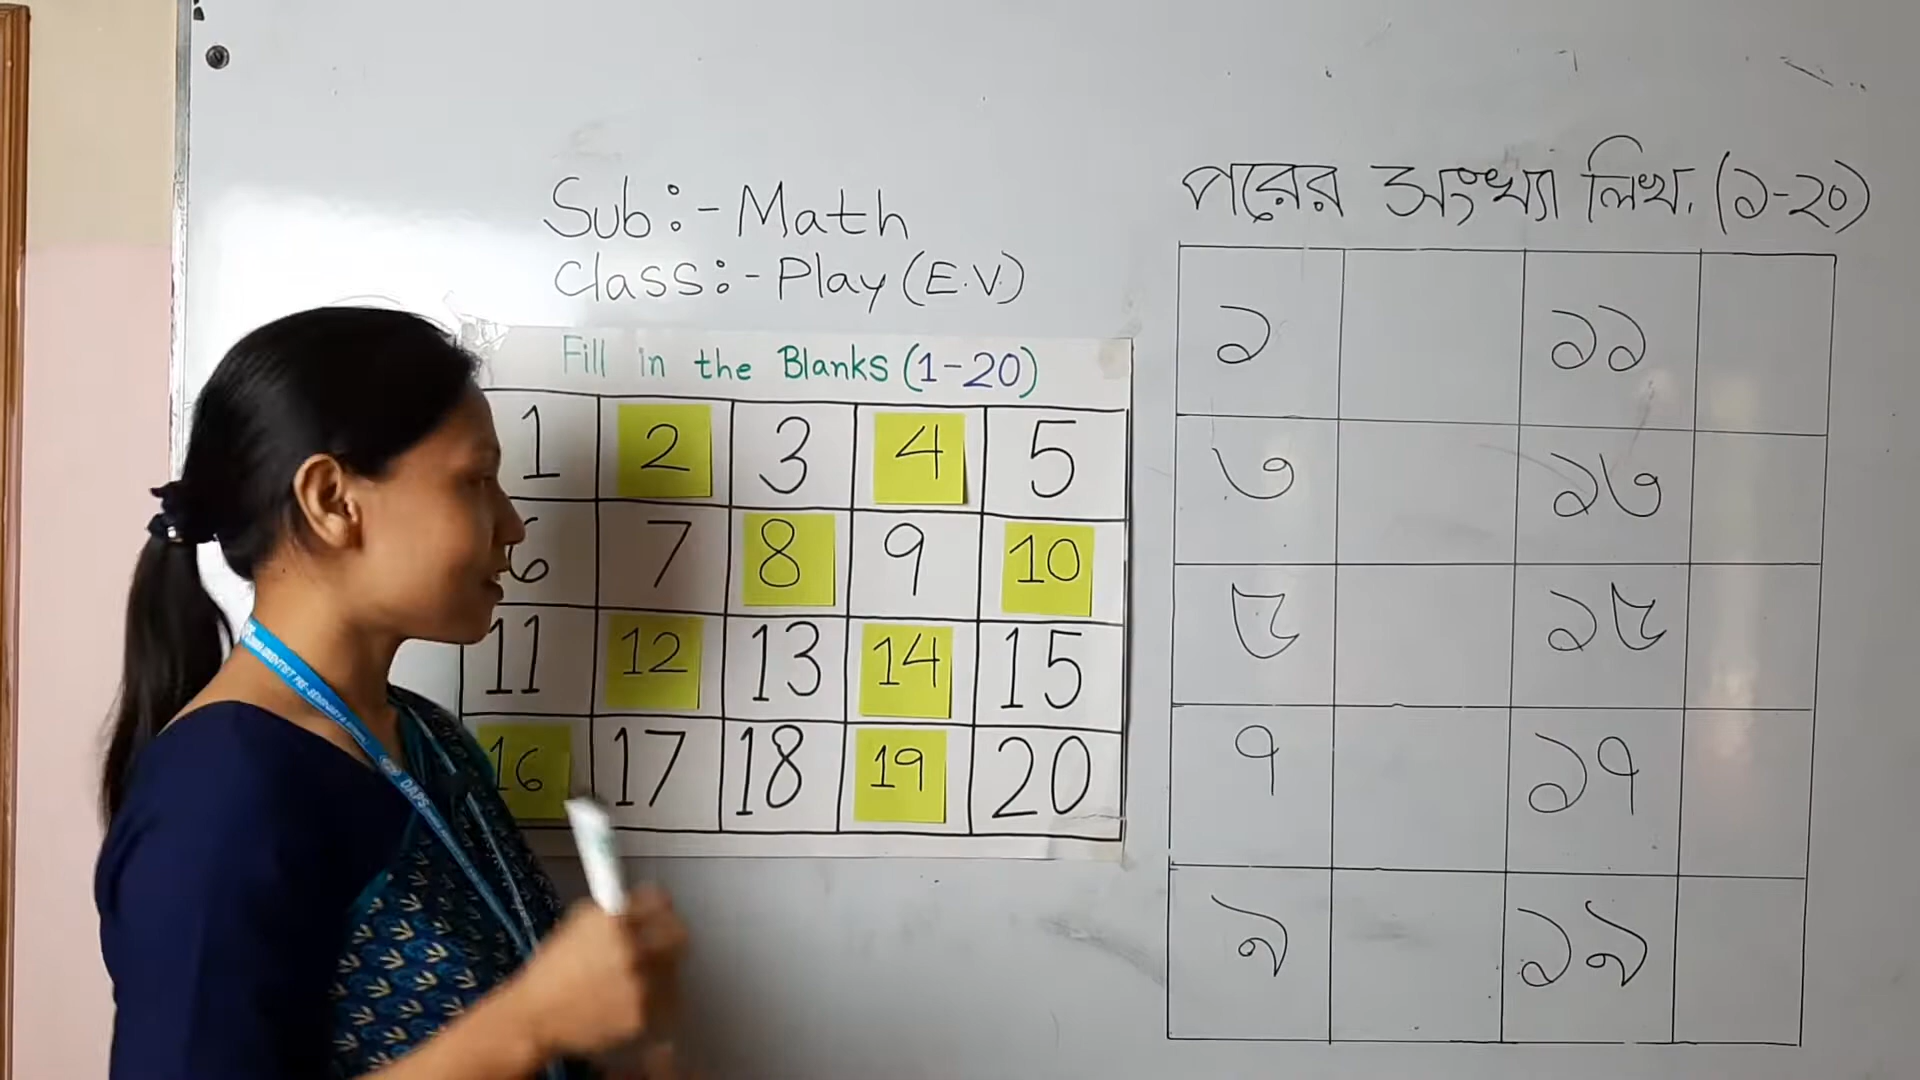 Sub:- Math
Class:- Play (E.V.)
Fill in the Blanks (1-20)
1 2 3 4 5
6 7 8 9 10
11 12 13 14 15
16 17 18 19 20
পরের সংখ্যা লিখ. (১-২০)
১ ১১
৩ ১৩
৫ ১৫
৭ ১৭
৯ ১৯
DAPS